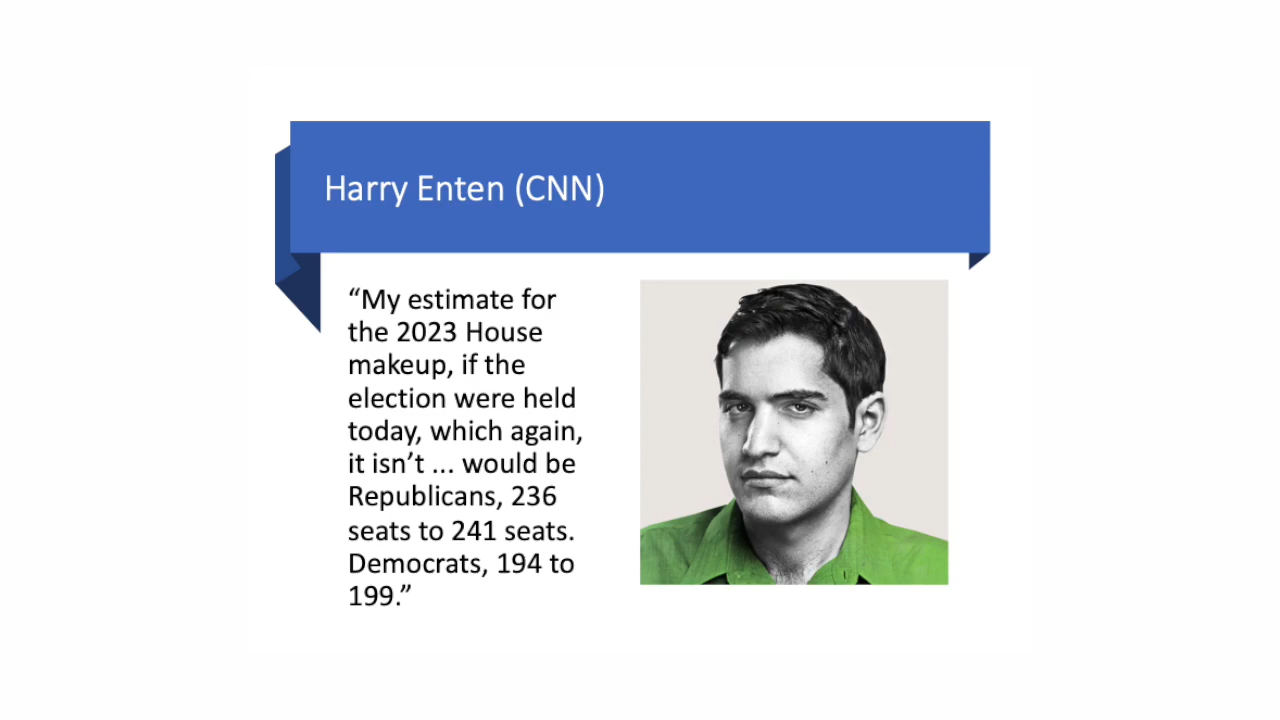 Harry Enten (CNN)
“My estimate for
the 2023 House
makeup, if the
election were held
today, which again,
it isn’t ... would be
Republicans, 236
seats to 241 seats.
Democrats, 194 to
199.”